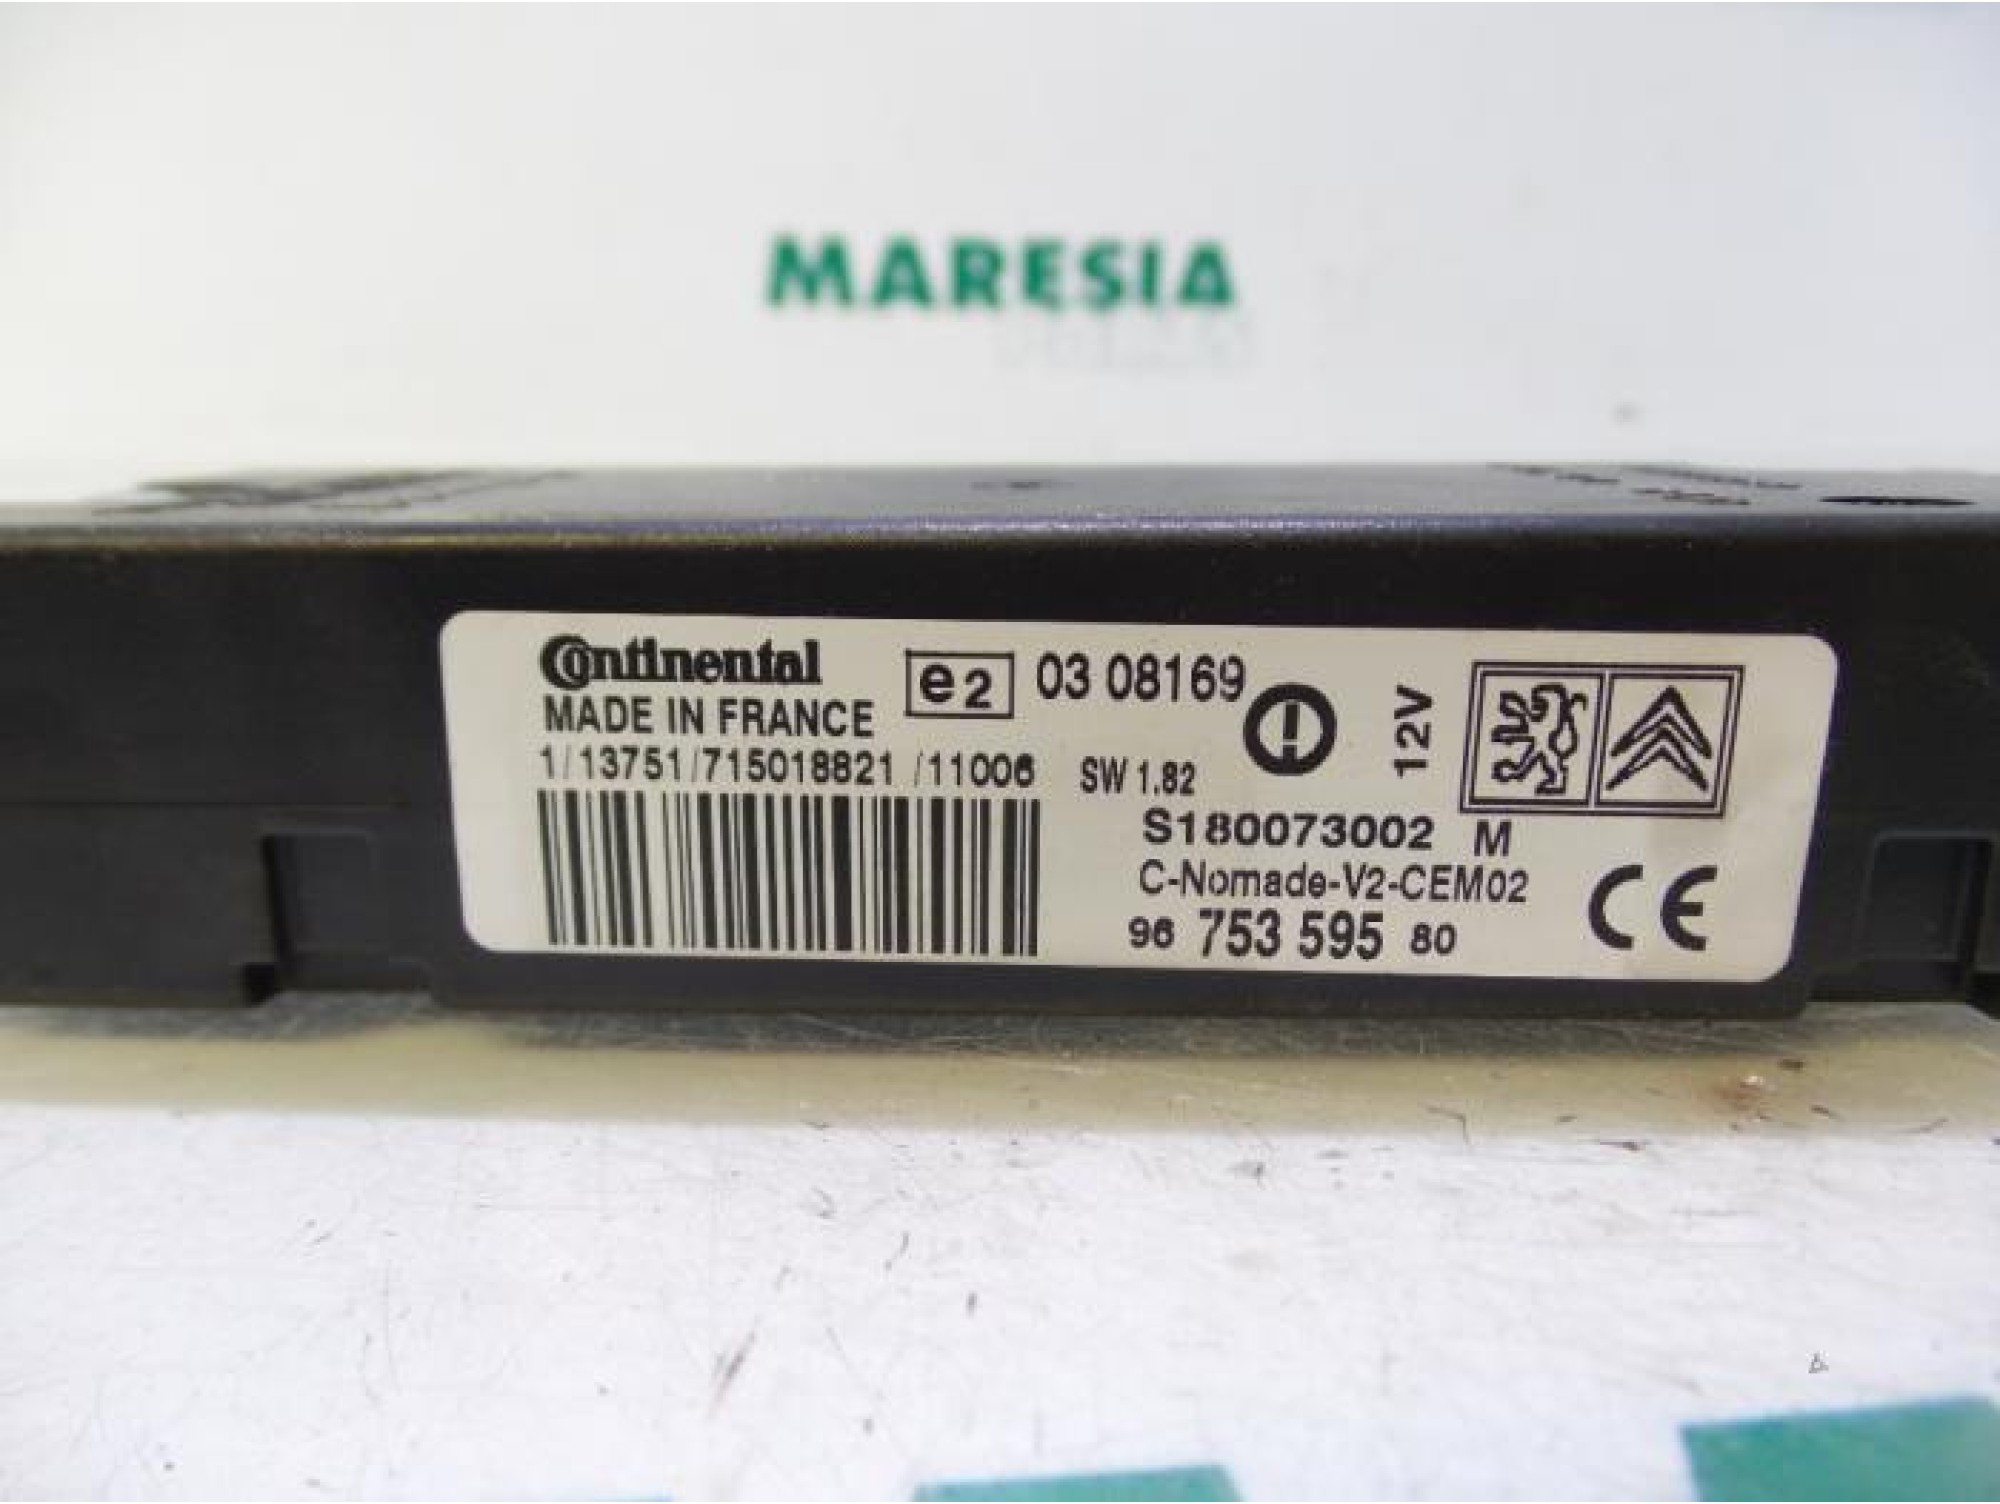 MARESIA
Continental
MADE IN FRANCE
e2 03 08169
1/13751/715018821 /11006 SW 1.82
12V
S180073002 M
C-Nomade-V2-CEM02
96 753 595 80
CE